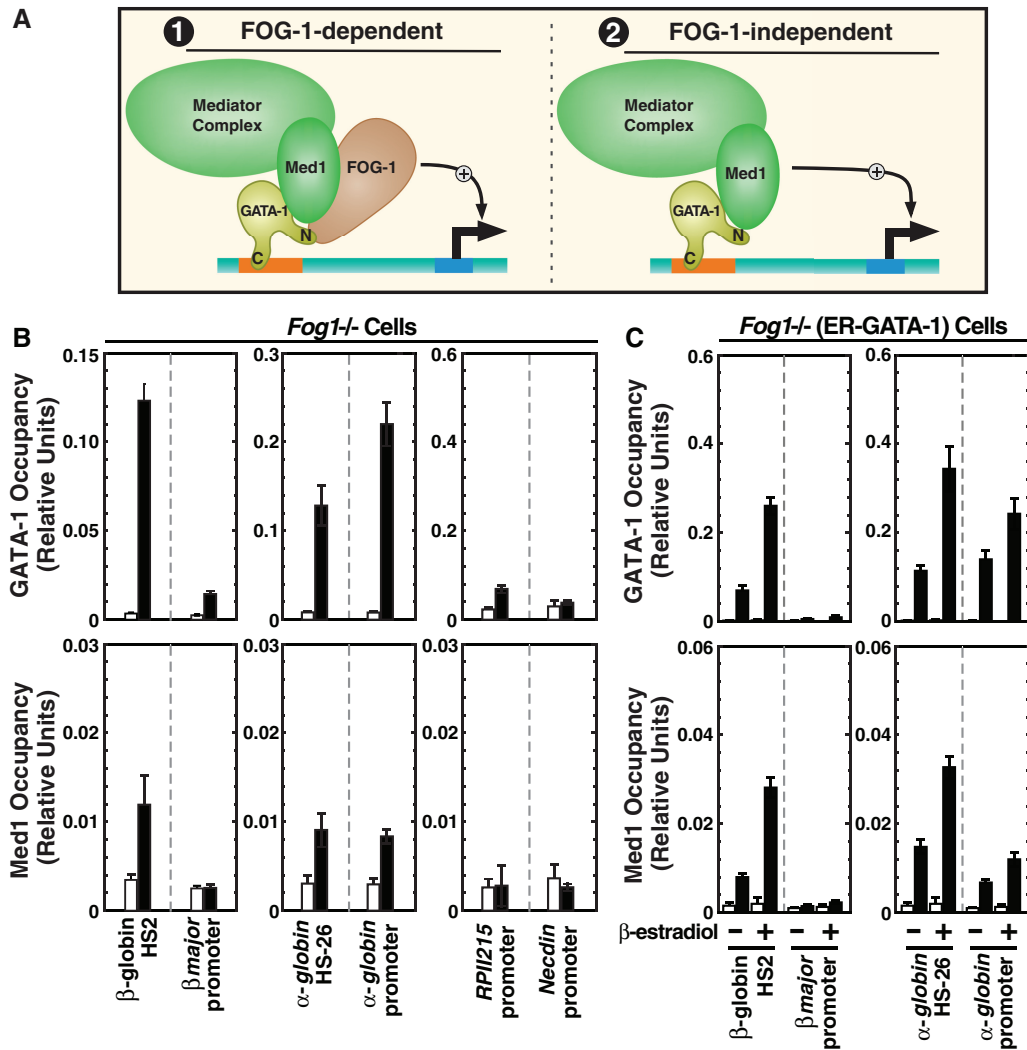 A
1 FOG-1-dependent
Mediator
Complex
Med1
FOG-1
GATA-1
N
C
+
2 FOG-1-independent
Mediator
Complex
Med1
GATA-1
N
C
+
B
Fog1-/- Cells
GATA-1 Occupancy
(Relative Units)
0.15
0.10
0.05
0
0.3
0.2
0.1
0
0.6
0.4
0.2
0
Med1 Occupancy
(Relative Units)
0.03
0.02
0.01
0
0.03
0.02
0.01
0
0.03
0.02
0.01
0
β-globin
HS2
βmajor
promoter
α-globin
HS-26
α-globin
promoter
RPII215
promoter
Necdin
promoter
C
Fog1-/- (ER-GATA-1) Cells
GATA-1 Occupancy
(Relative Units)
0.6
0.4
0.2
0
0.6
0.4
0.2
0
Med1 Occupancy
(Relative Units)
0.06
0.04
0.02
0
0.06
0.04
0.02
0
β-estradiol − + − + − + − +
β-globin
HS2
βmajor
promoter
α-globin
HS-26
α-globin
promoter